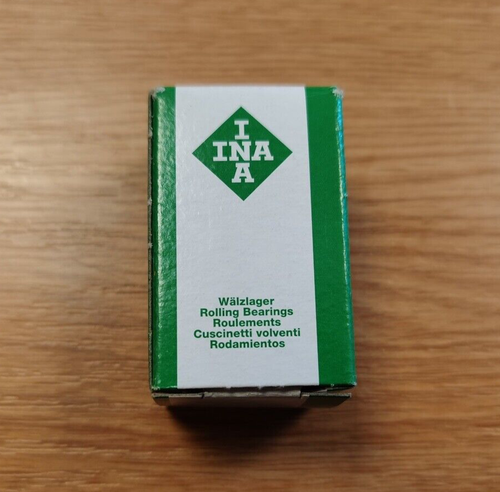 I
INA
A
Wälzlager
Rolling Bearings
Roulements
Cuscinetti volventi
Rodamientos